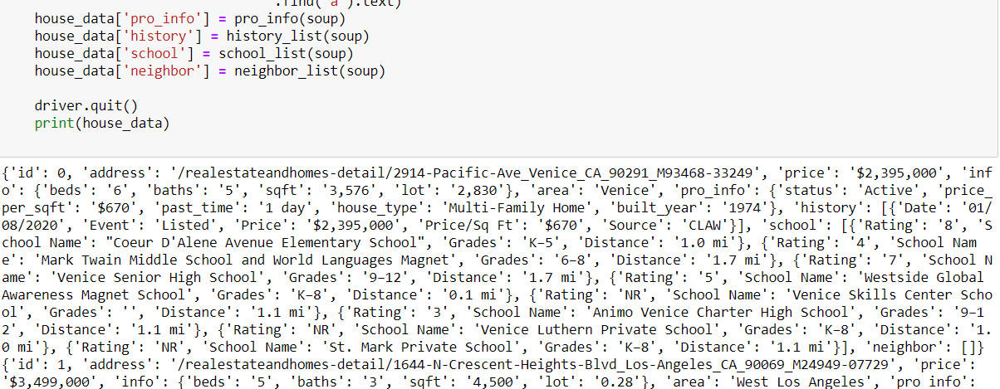 .find('a').text)
house_data['pro_info'] = pro_info(soup)
house_data['history'] = history_list(soup)
house_data['school'] = school_list(soup)
house_data['neighbor'] = neighbor_list(soup)
driver.quit()
print(house_data)
{'id': 0, 'address': '/realestateandhomes-detail/2914-Pacific-Ave_Venice_CA_90291_M93468-33249', 'price': '$2,395,000', 'inf
o': {'beds': '6', 'baths': '5', 'sqft': '3,576', 'lot': '2,830'}, 'area': 'Venice', 'pro_info': {'status': 'Active', 'price_
per_sqft': '$670', 'past_time': '1 day', 'house_type': 'Multi-Family Home', 'built_year': '1974'}, 'history': [{'Date': '01/
08/2020', 'Event': 'Listed', 'Price': '$2,395,000', 'Price/Sq Ft': '$670', 'Source': 'CLAW'}], 'school': [{'Rating': '8', 'S
chool Name': "Coeur D'Alene Avenue Elementary School", 'Grades': 'K–5', 'Distance': '1.0 mi'}, {'Rating': '4', 'School Nam
e': 'Mark Twain Middle School and World Languages Magnet', 'Grades': '6–8', 'Distance': '1.7 mi'}, {'Rating': '7', 'School N
ame': 'Venice Senior High School', 'Grades': '9–12', 'Distance': '1.7 mi'}, {'Rating': '5', 'School Name': 'Westside Global
Awareness Magnet School', 'Grades': 'K–8', 'Distance': '0.1 mi'}, {'Rating': 'NR', 'School Name': 'Venice Skills Center Scho
ol', 'Grades': '', 'Distance': '1.1 mi'}, {'Rating': '3', 'School Name': 'Animo Venice Charter High School', 'Grades': '9–1
2', 'Distance': '1.1 mi'}, {'Rating': 'NR', 'School Name': 'Venice Luthern Private School', 'Grades': 'K–8', 'Distance': '1.
0 mi'}, {'Rating': 'NR', 'School Name': 'St. Mark Private School', 'Grades': 'K–8', 'Distance': '1.1 mi'}], 'neighbor': []}
{'id': 1, 'address': '/realestateandhomes-detail/1644-N-Crescent-Heights-Blvd_Los-Angeles_CA_90069_M24949-07729', 'price':
'$3,499,000', 'info': {'beds': '5', 'baths': '3', 'sqft': '4,500', 'lot': '0.28'}, 'area': 'West Los Angeles', 'pro_info':